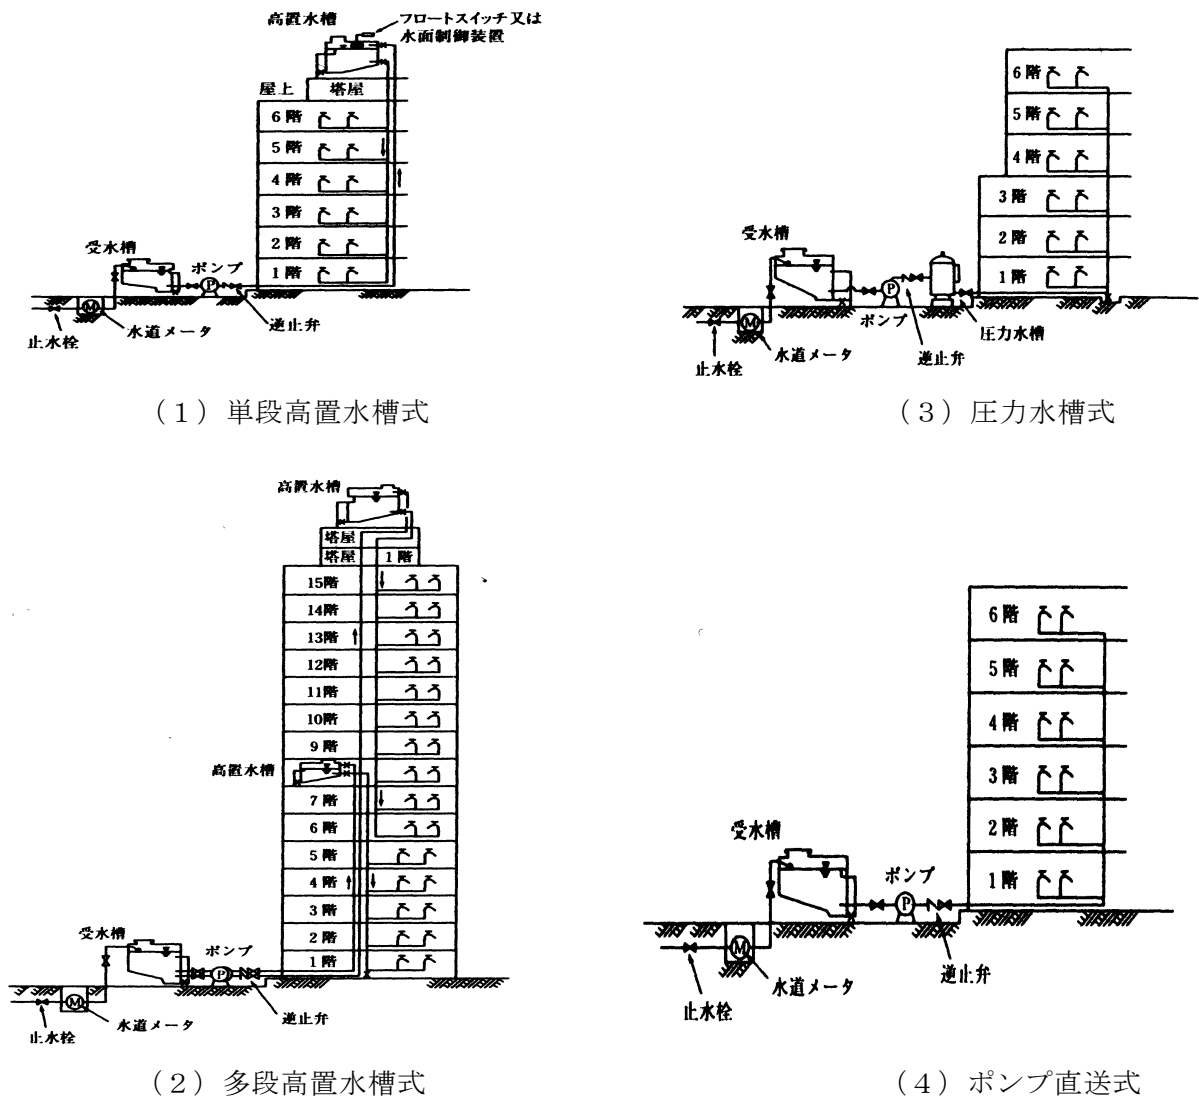 高置水槽
フロートスイッチ又は
水面制御装置
屋上
塔屋
6階
5階
4階
3階
2階
1階
受水槽
ポンプ
P
M
逆止弁
水道メータ
止水栓
(1)単段高置水槽式
6階
5階
4階
3階
2階
1階
受水槽
P
M
ポンプ
圧力水槽
逆止弁
水道メータ
止水栓
(3)圧力水槽式
高置水槽
塔屋
塔屋 1階
15階
14階
13階
12階
11階
10階
9階
高置水槽
7階
6階
5階
4階
3階
2階
1階
受水槽
ポンプ
P
M
逆止弁
水道メータ
止水栓
(2)多段高置水槽式
6階
5階
4階
3階
2階
1階
受水槽
ポンプ
P
M
逆止弁
水道メータ
止水栓
(4)ポンプ直送式